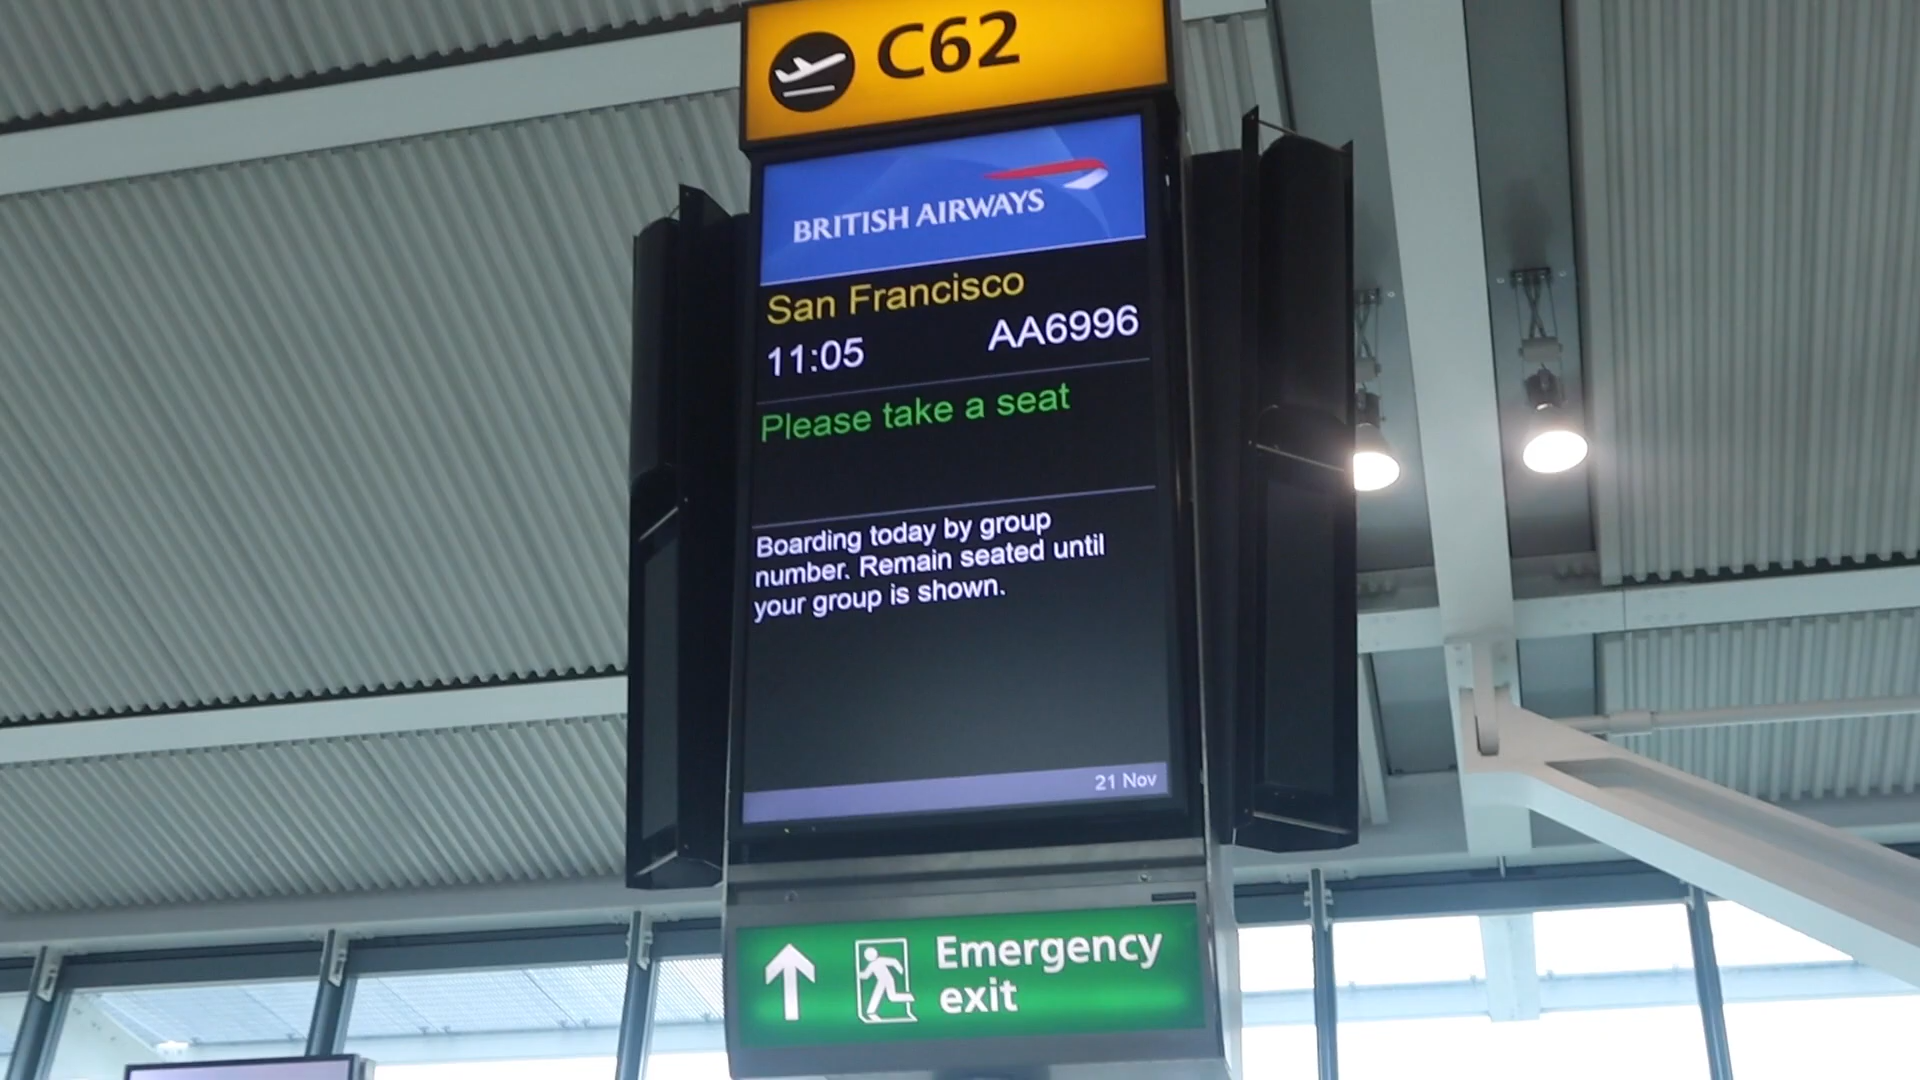 C62
BRITISH AIRWAYS
San Francisco
11:05 AA6996
Please take a seat
Boarding today by group
number. Remain seated until
your group is shown.
21 Nov
Emergency
exit